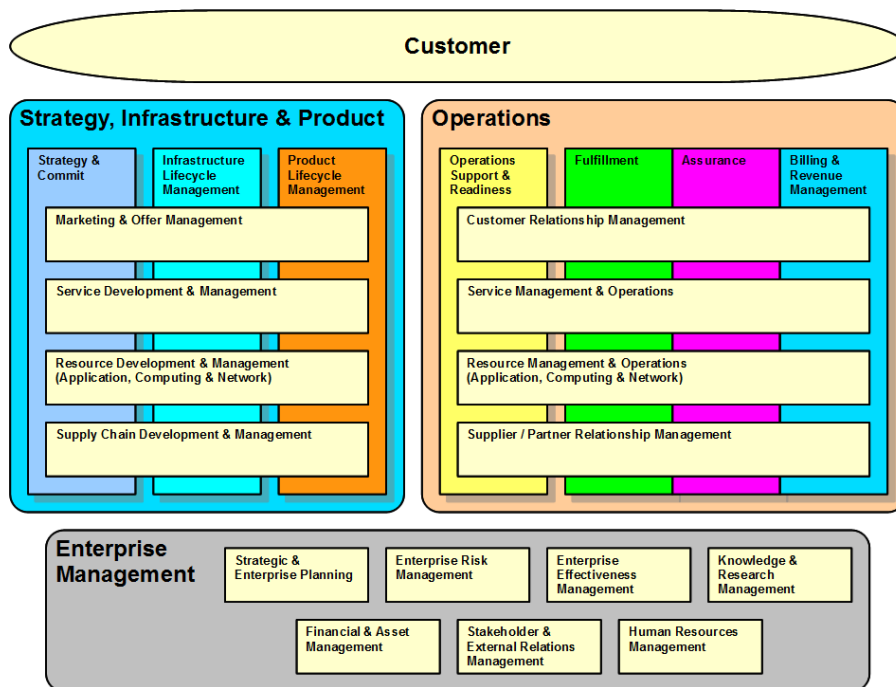 Customer
Strategy, Infrastructure & Product
Strategy &
Commit
Infrastructure
Lifecycle
Management
Product
Lifecycle
Management
Marketing & Offer Management
Service Development & Management
Resource Development & Management
(Application, Computing & Network)
Supply Chain Development & Management
Operations
Operations
Support &
Readiness
Fulfillment
Assurance
Billing &
Revenue
Management
Customer Relationship Management
Service Management & Operations
Resource Management & Operations
(Application, Computing & Network)
Supplier / Partner Relationship Management
Enterprise
Management
Strategic &
Enterprise Planning
Enterprise Risk
Management
Enterprise
Effectiveness
Management
Knowledge &
Research
Management
Financial & Asset
Management
Stakeholder &
External Relations
Management
Human Resources
Management